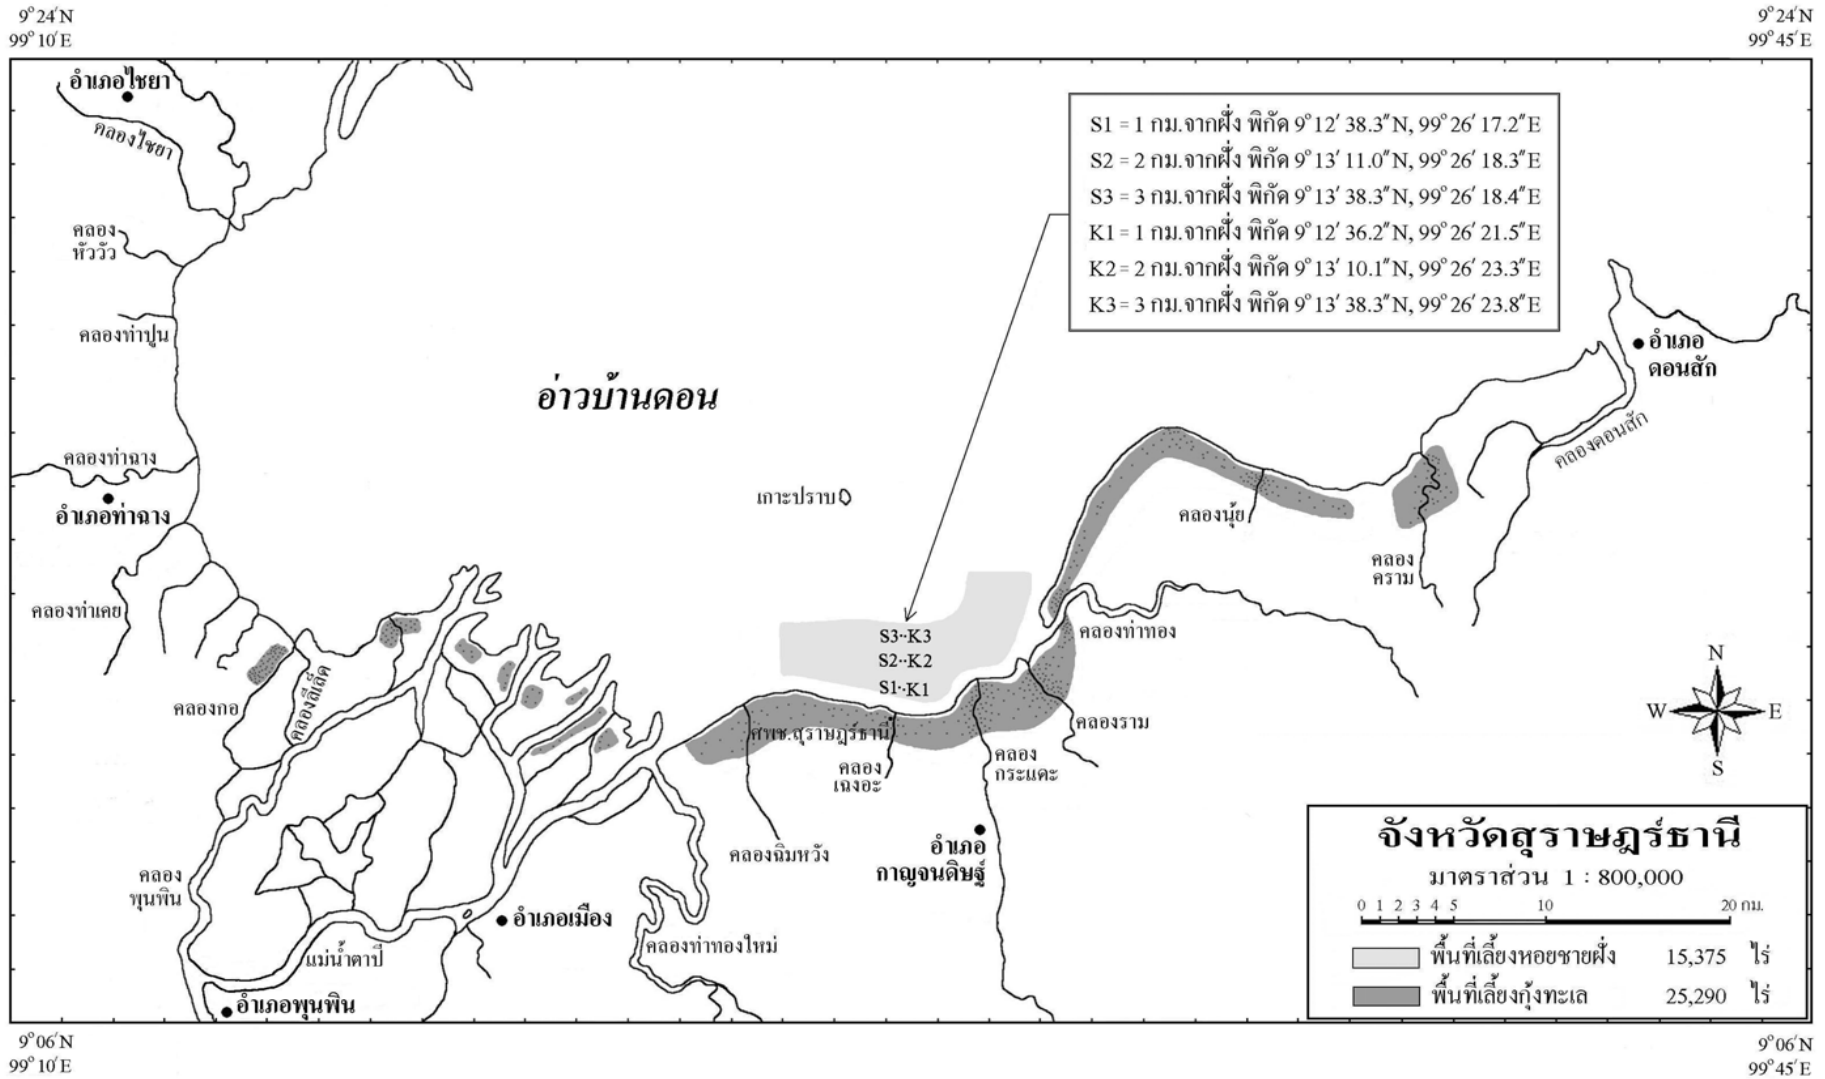 9°24′N
99°10′E
9°24′N
99°45′E
อำเภอไชยา
คลองไชยา
S1 = 1 กม.จากฝั่ง พิกัด 9°12′ 38.3″N, 99°26′ 17.2″E
S2 = 2 กม.จากฝั่ง พิกัด 9°13′ 11.0″N, 99°26′ 18.3″E
S3 = 3 กม.จากฝั่ง พิกัด 9°13′ 38.3″N, 99°26′ 18.4″E
K1 = 1 กม.จากฝั่ง พิกัด 9°12′ 36.2″N, 99°26′ 21.5″E
K2 = 2 กม.จากฝั่ง พิกัด 9°13′ 10.1″N, 99°26′ 23.3″E
K3 = 3 กม.จากฝั่ง พิกัด 9°13′ 38.3″N, 99°26′ 23.8″E
คลอง
หัววัว
คลองท่าปูน
อำเภอ
ดอนสัก
อ่าวบ้านดอน
คลองดอนสัก
คลองท่าฉาง
อำเภอท่าฉาง
เกาะปราบ
คลองนุ้ย
คลอง
คราม
คลองท่าเคย
คลองท่าทอง
S3··K3
S2··K2
S1··K1
คลองกอ
คลองลีเล็ด
ศพช.สุราษฎร์ธานี
คลองราม
คลอง
เฉงอะ
คลอง
กระแดะ
N
W
E
S
คลองฉิมหวัง
อำเภอ
กาญจนดิษฐ์
คลอง
พุนพิน
อำเภอเมือง
แม่น้ำตาปี
คลองท่าทองใหม่
อำเภอพุนพิน
จังหวัดสุราษฎร์ธานี
มาตราส่วน 1 : 800,000
0 1 2 3 4 5 10 20 กม.
พื้นที่เลี้ยงหอยชายฝั่ง 15,375 ไร่
พื้นที่เลี้ยงกุ้งทะเล 25,290 ไร่
9°06′N
99°10′E
9°06′N
99°45′E